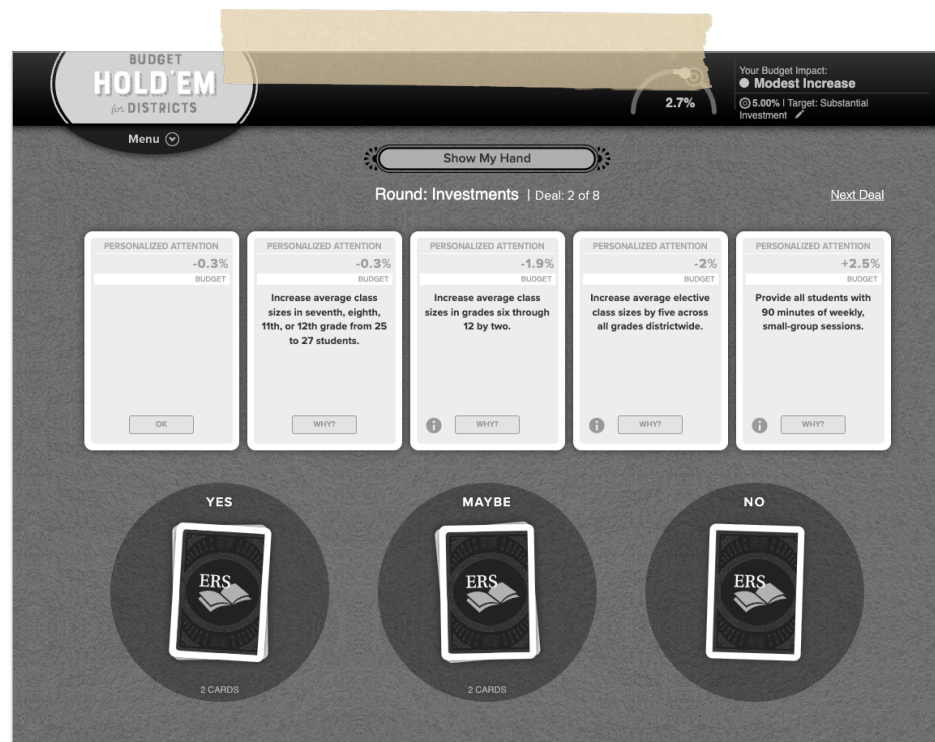 BUDGET
HOLD'EM
for DISTRICTS
Menu
2.7%
Your Budget Impact:
Modest Increase
5.00% | Target: Substantial
Investment
Show My Hand
Round: Investments | Deal: 2 of 8
Next Deal
PERSONALIZED ATTENTION
-0.3%
BUDGET
OK
PERSONALIZED ATTENTION
-0.3%
BUDGET
Increase average class
sizes in seventh, eighth,
11th, or 12th grade from 25
to 27 students.
WHY?
PERSONALIZED ATTENTION
-1.9%
BUDGET
Increase average class
sizes in grades six through
12 by two.
i
WHY?
PERSONALIZED ATTENTION
-2%
BUDGET
Increase average elective
class sizes by five across
all grades districtwide.
i
WHY?
PERSONALIZED ATTENTION
+2.5%
BUDGET
Provide all students with
90 minutes of weekly,
small-group sessions.
i
WHY?
YES
ERS
2 CARDS
MAYBE
ERS
2 CARDS
NO
ERS